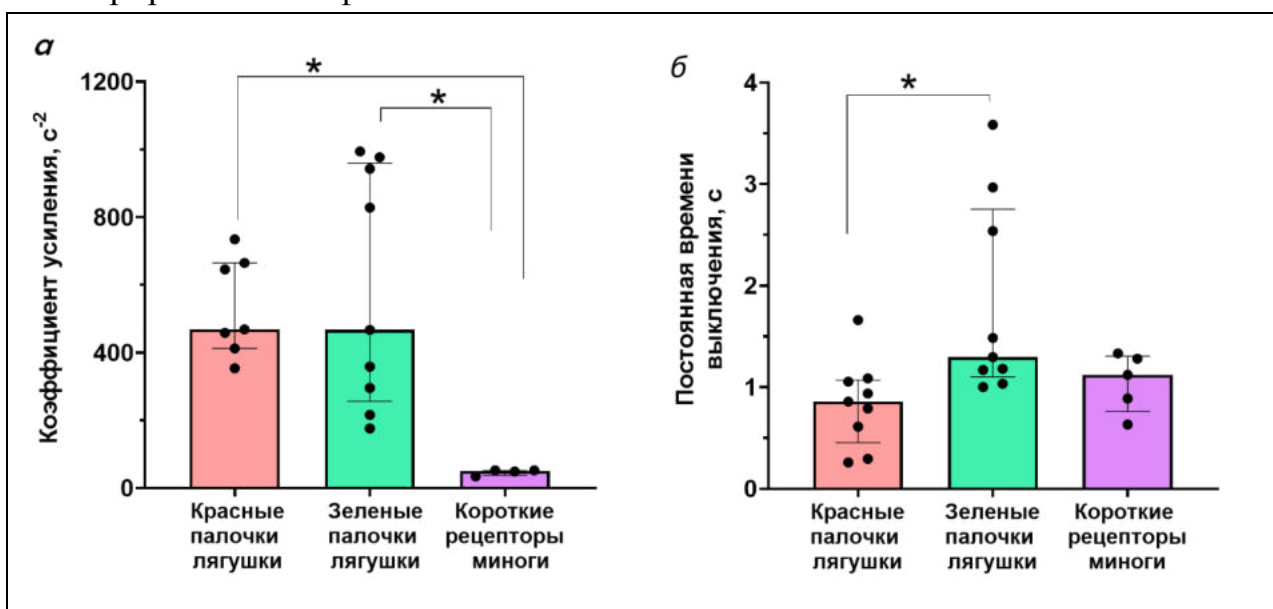 а
*
*
1200
800
400
0
Коэффициент усиления, с-2
Красные палочки лягушки
Зеленые палочки лягушки
Короткие рецепторы миноги
б
*
4
3
2
1
0
Постоянная времени
выключения, с
Красные палочки лягушки
Зеленые палочки лягушки
Короткие рецепторы миноги